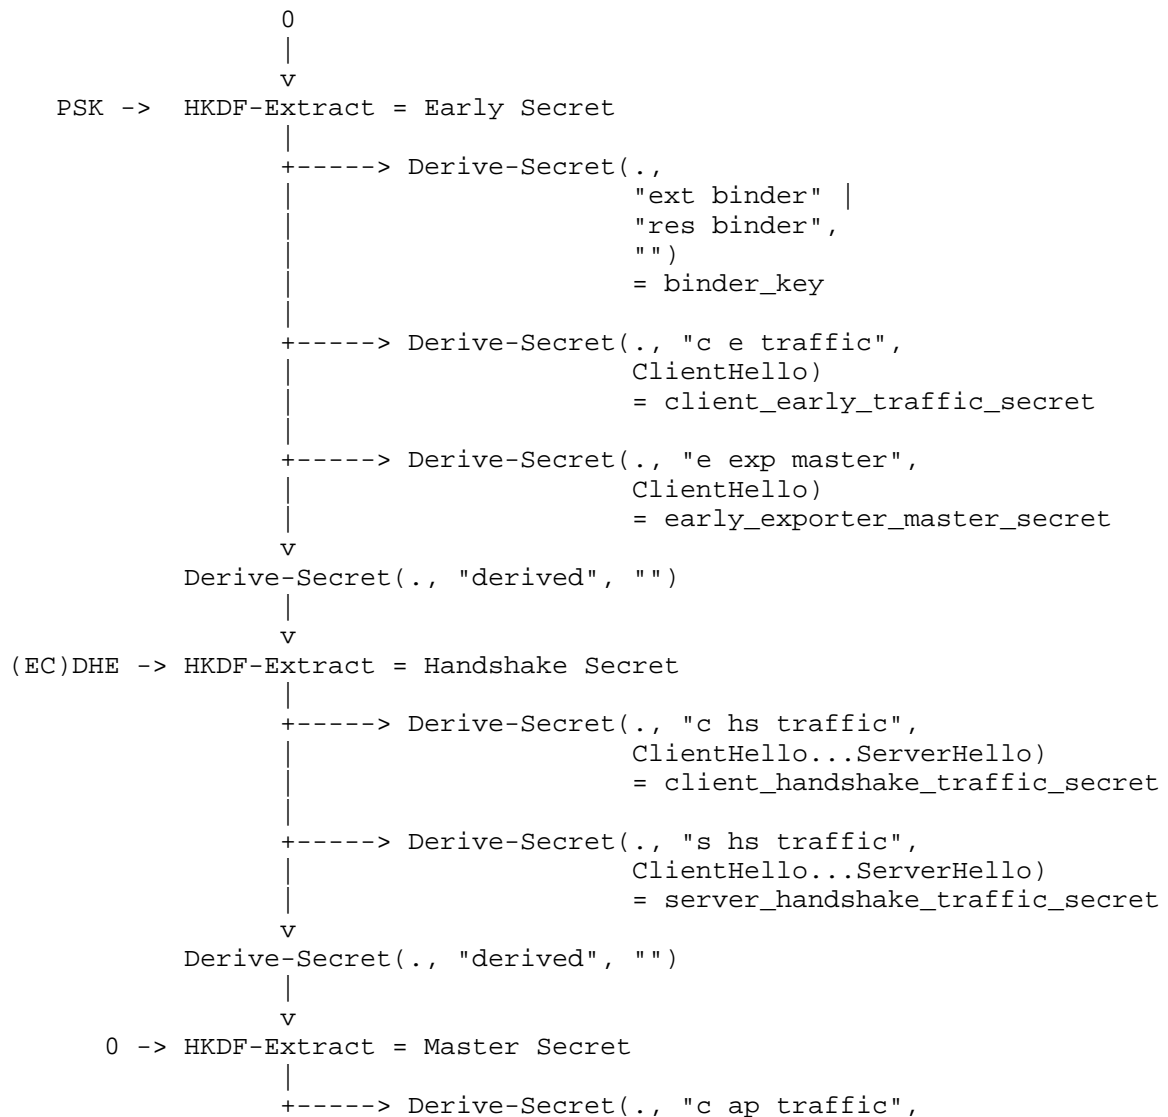 0
                 |
                 v
   PSK ->  HKDF-Extract = Early Secret
                 |
                 +-----> Derive-Secret(.,
                 |                     "ext binder" |
                 |                     "res binder",
                 |                     "")
                 |                     = binder_key
                 |
                 +-----> Derive-Secret(., "c e traffic",
                 |                     ClientHello)
                 |                     = client_early_traffic_secret
                 |
                 +-----> Derive-Secret(., "e exp master",
                 |                     ClientHello)
                 |                     = early_exporter_master_secret
                 v
           Derive-Secret(., "derived", "")
                 |
                 v
(EC)DHE -> HKDF-Extract = Handshake Secret
                 |
                 +-----> Derive-Secret(., "c hs traffic",
                 |                     ClientHello...ServerHello)
                 |                     = client_handshake_traffic_secret
                 |
                 +-----> Derive-Secret(., "s hs traffic",
                 |                     ClientHello...ServerHello)
                 |                     = server_handshake_traffic_secret
                 v
           Derive-Secret(., "derived", "")
                 |
                 v
      0 -> HKDF-Extract = Master Secret
                 |
                 +-----> Derive-Secret(., "c ap traffic",